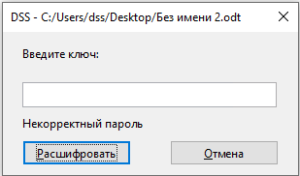 DSS - C:/Users/dss/Desktop/Без имени 2.odt
Введите ключ:
Некорректный пароль
Расшифровать Отмена